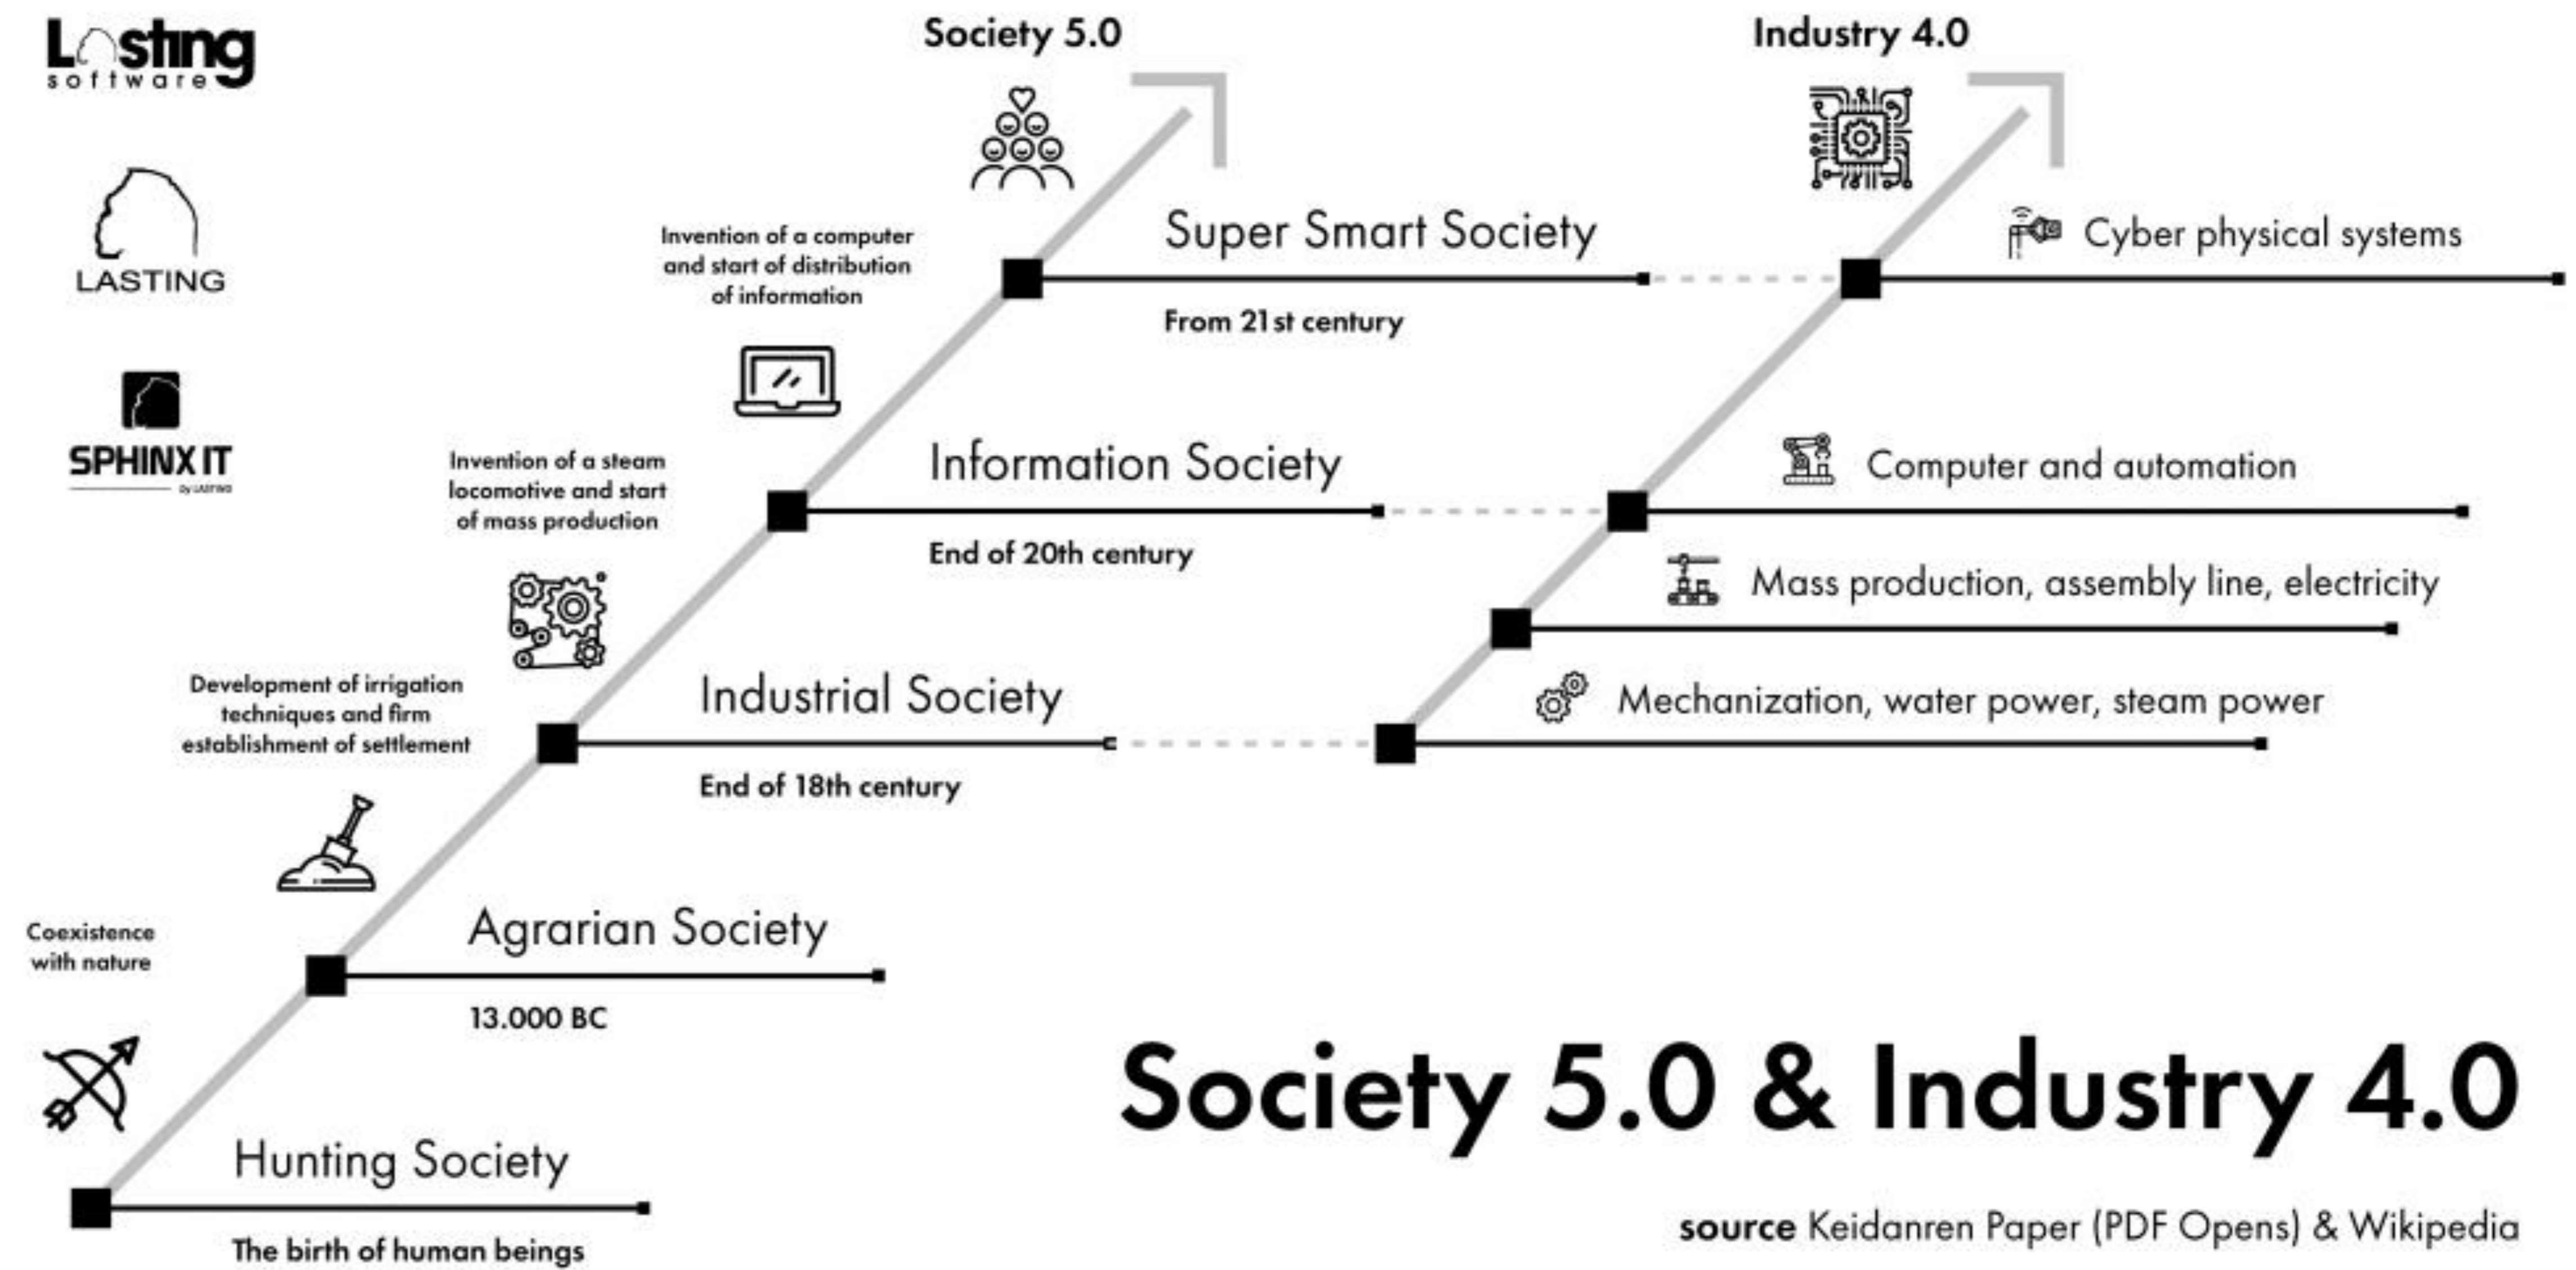 Lasting
software
LASTING
SPHINX IT
by LASTING
Society 5.0
Industry 4.0
Invention of a computer
and start of distribution
of information
Super Smart Society
From 21st century
Cyber physical systems
Invention of a steam
locomotive and start
of mass production
Information Society
End of 20th century
Computer and automation
Mass production, assembly line, electricity
Development of irrigation
techniques and firm
establishment of settlement
Industrial Society
End of 18th century
Mechanization, water power, steam power
Coexistence
with nature
Agrarian Society
13.000 BC
Hunting Society
The birth of human beings
Society 5.0 & Industry 4.0
source Keidanren Paper (PDF Opens) & Wikipedia